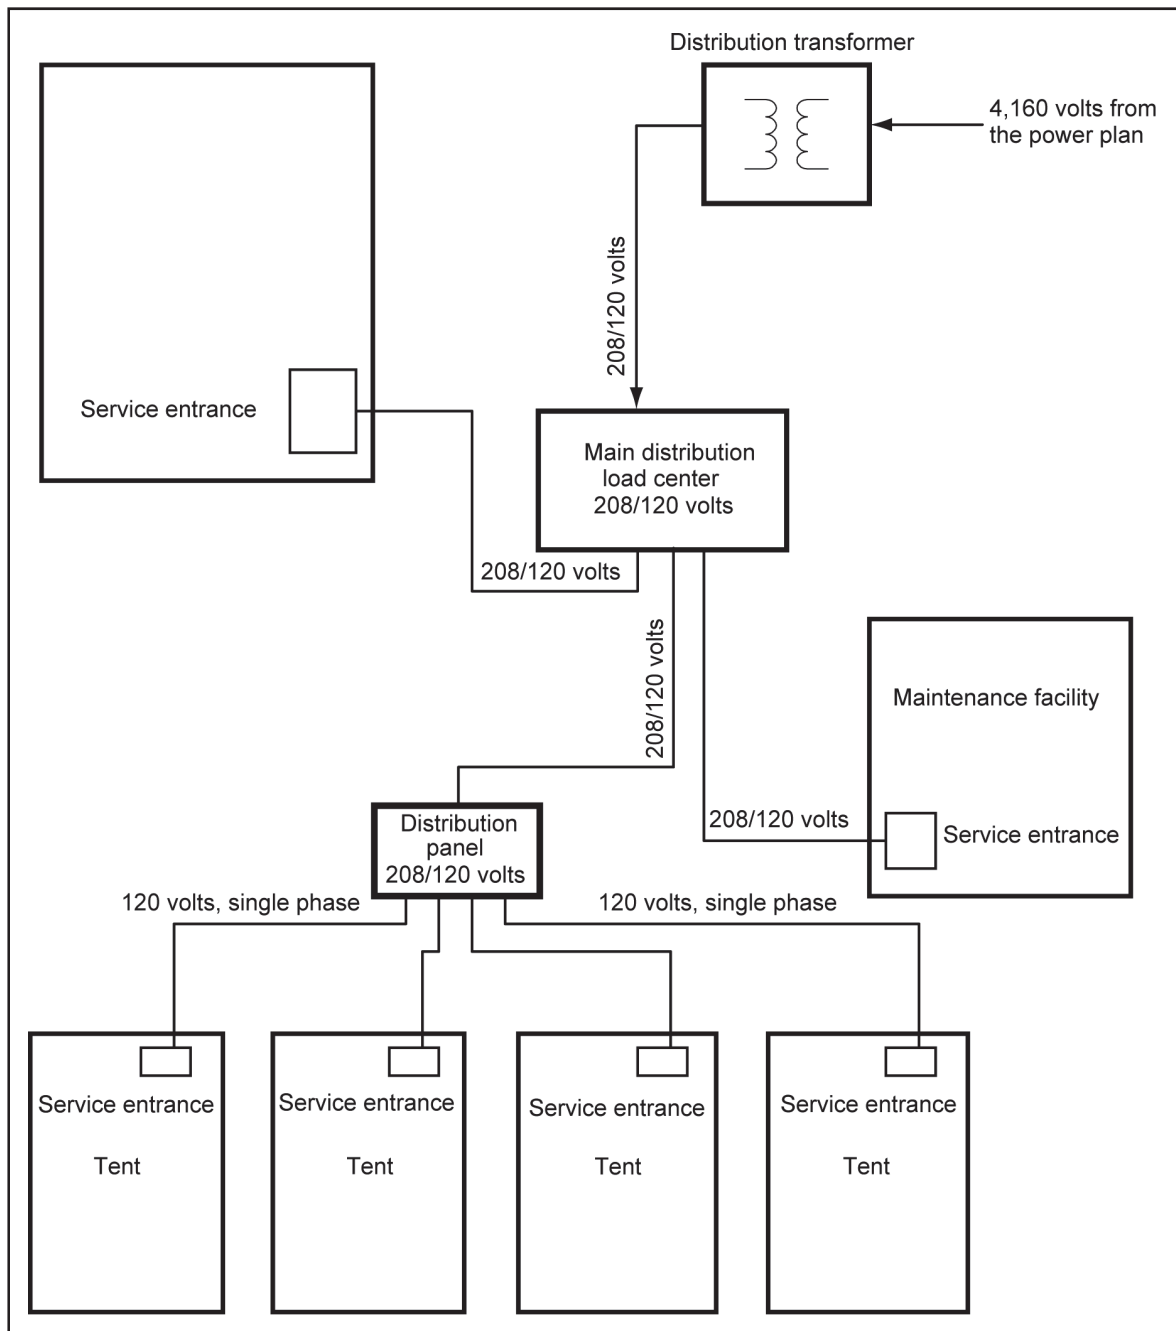 Distribution transformer
4,160 volts from
the power plan
208/120 volts
Service entrance
Main distribution
load center
208/120 volts
208/120 volts
208/120 volts
Maintenance facility
208/120 volts
Service entrance
Distribution
panel
208/120 volts
120 volts, single phase
120 volts, single phase
Service entrance
Tent
Service entrance
Tent
Service entrance
Tent
Service entrance
Tent